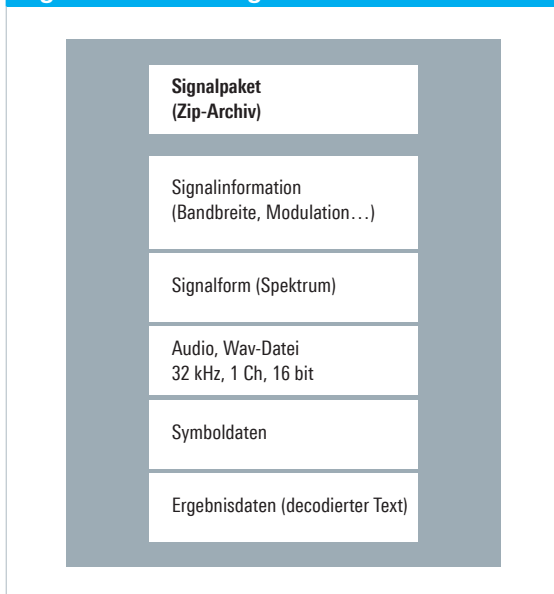 Signalpaket
(Zip-Archiv)
Signalinformation
(Bandbreite, Modulation…)
Signalform (Spektrum)
Audio, Wav-Datei
32 kHz, 1 Ch, 16 bit
Symboldaten
Ergebnisdaten (decodierter Text)